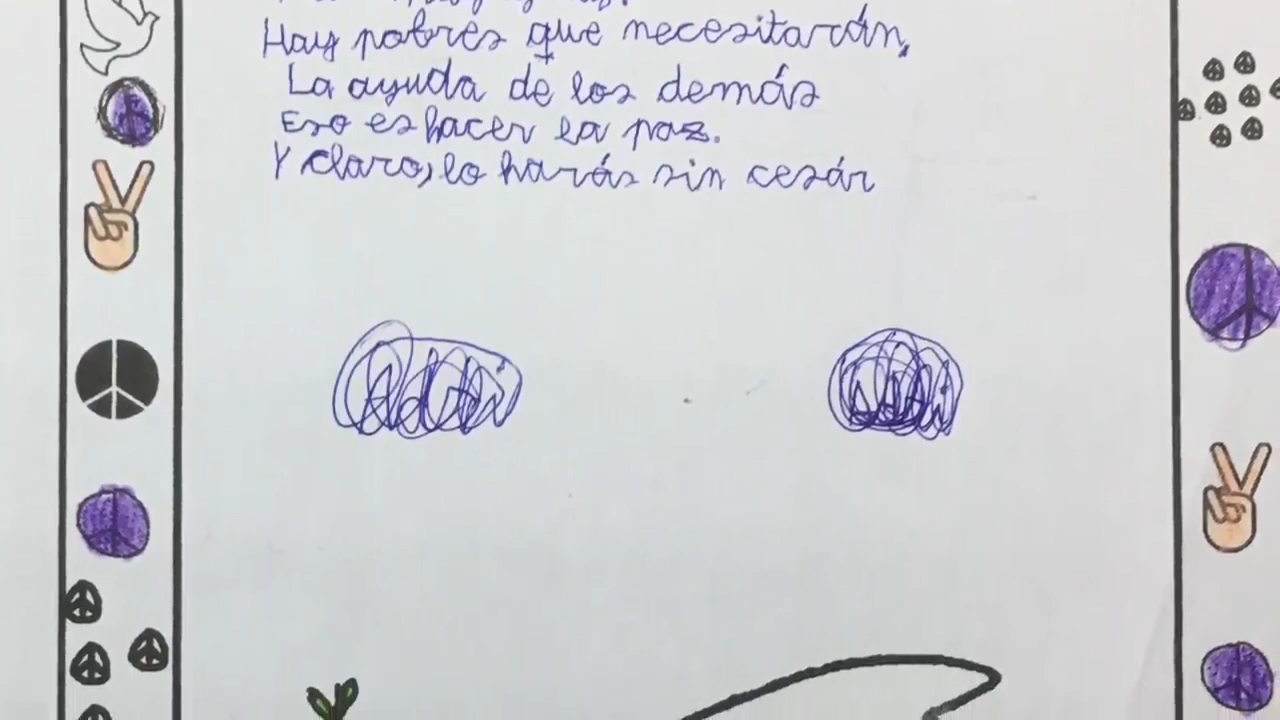 Hay pobres que necesitarán,
La ayuda de los demás
Eso es hacer la paz.
Y claro, lo harás sin cesár